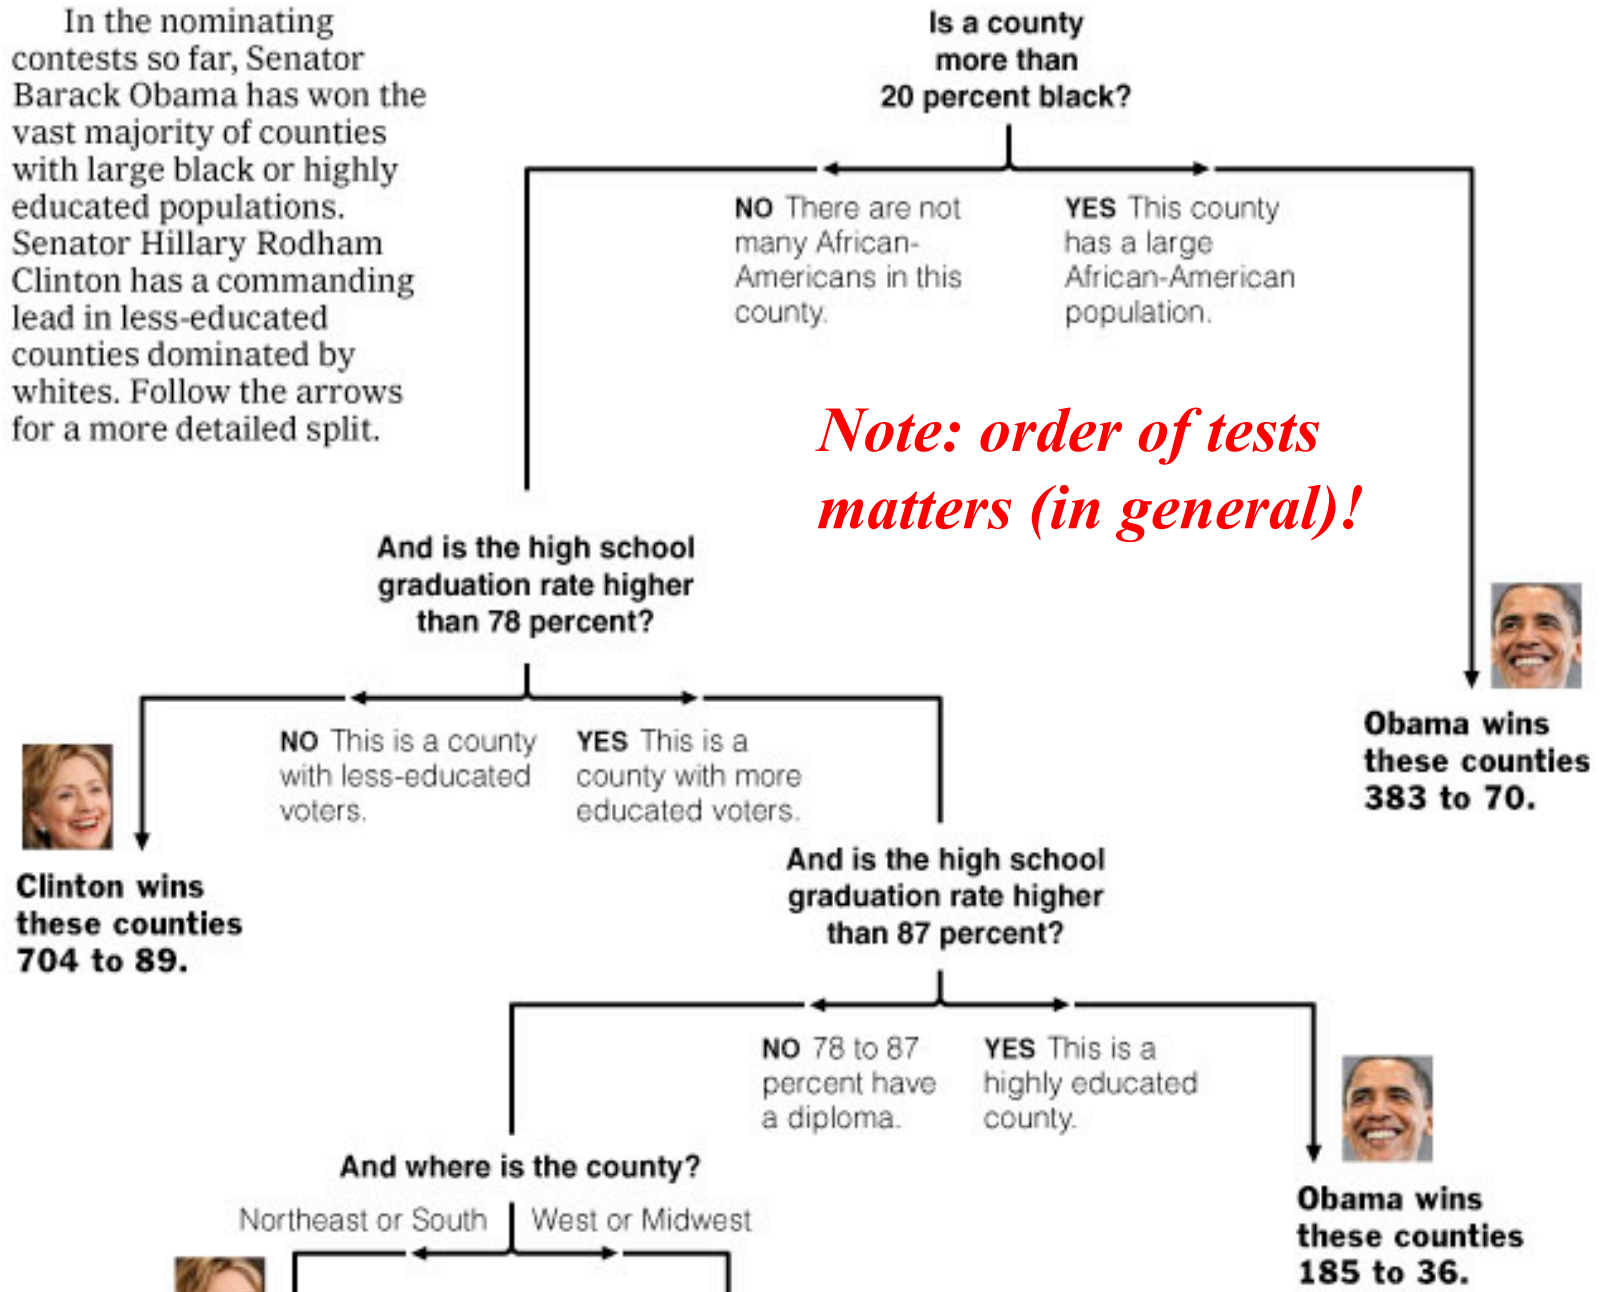 In the nominating
contests so far, Senator
Barack Obama has won the
vast majority of counties
with large black or highly
educated populations.
Senator Hillary Rodham
Clinton has a commanding
lead in less-educated
counties dominated by
whites. Follow the arrows
for a more detailed split.
Is a county
more than
20 percent black?
NO There are not
many African-
Americans in this
county.
YES This county
has a large
African-American
population.
Note: order of tests
matters (in general)!
And is the high school
graduation rate higher
than 78 percent?
Obama wins
these counties
383 to 70.
NO This is a county
with less-educated
voters.
YES This is a
county with more
educated voters.
Clinton wins
these counties
704 to 89.
And is the high school
graduation rate higher
than 87 percent?
NO 78 to 87
percent have
a diploma.
YES This is a
highly educated
county.
Obama wins
these counties
185 to 36.
And where is the county?
Northeast or South
West or Midwest